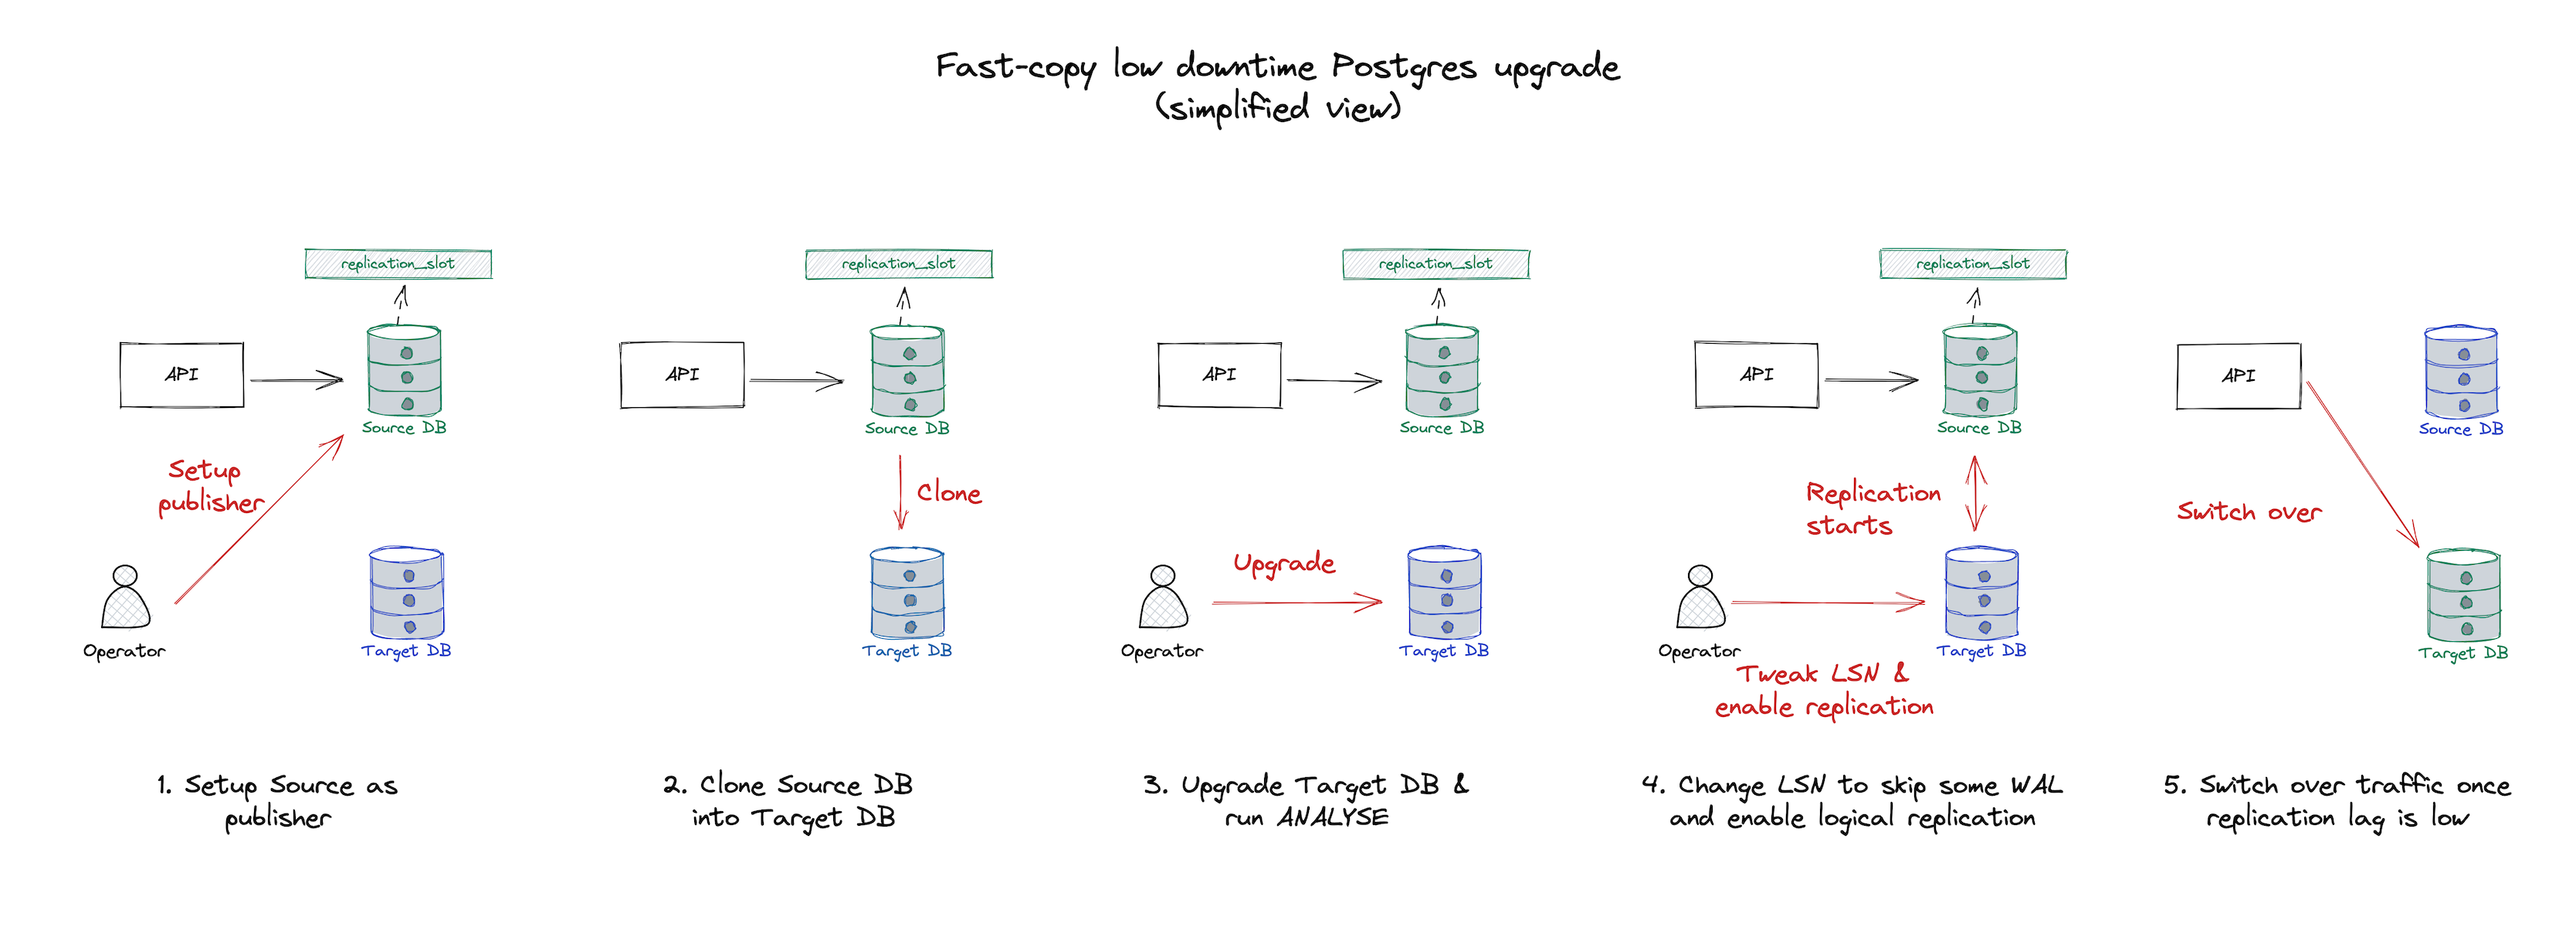 Fast-copy low downtime Postgres upgrade
(simplified view)
replication_slot
API
Source DB
Setup
publisher
Operator
Target DB
1. Setup Source as
publisher
replication_slot
API
Source DB
Clone
Target DB
2. Clone Source DB
into Target DB
replication_slot
API
Source DB
Upgrade
Operator
Target DB
3. Upgrade Target DB &
run ANALYSE
replication_slot
API
Source DB
Replication
starts
Operator
Target DB
Tweak LSN &
enable replication
4. Change LSN to skip some WAL
and enable logical replication
API
Source DB
Switch over
Target DB
5. Switch over traffic once
replication lag is low